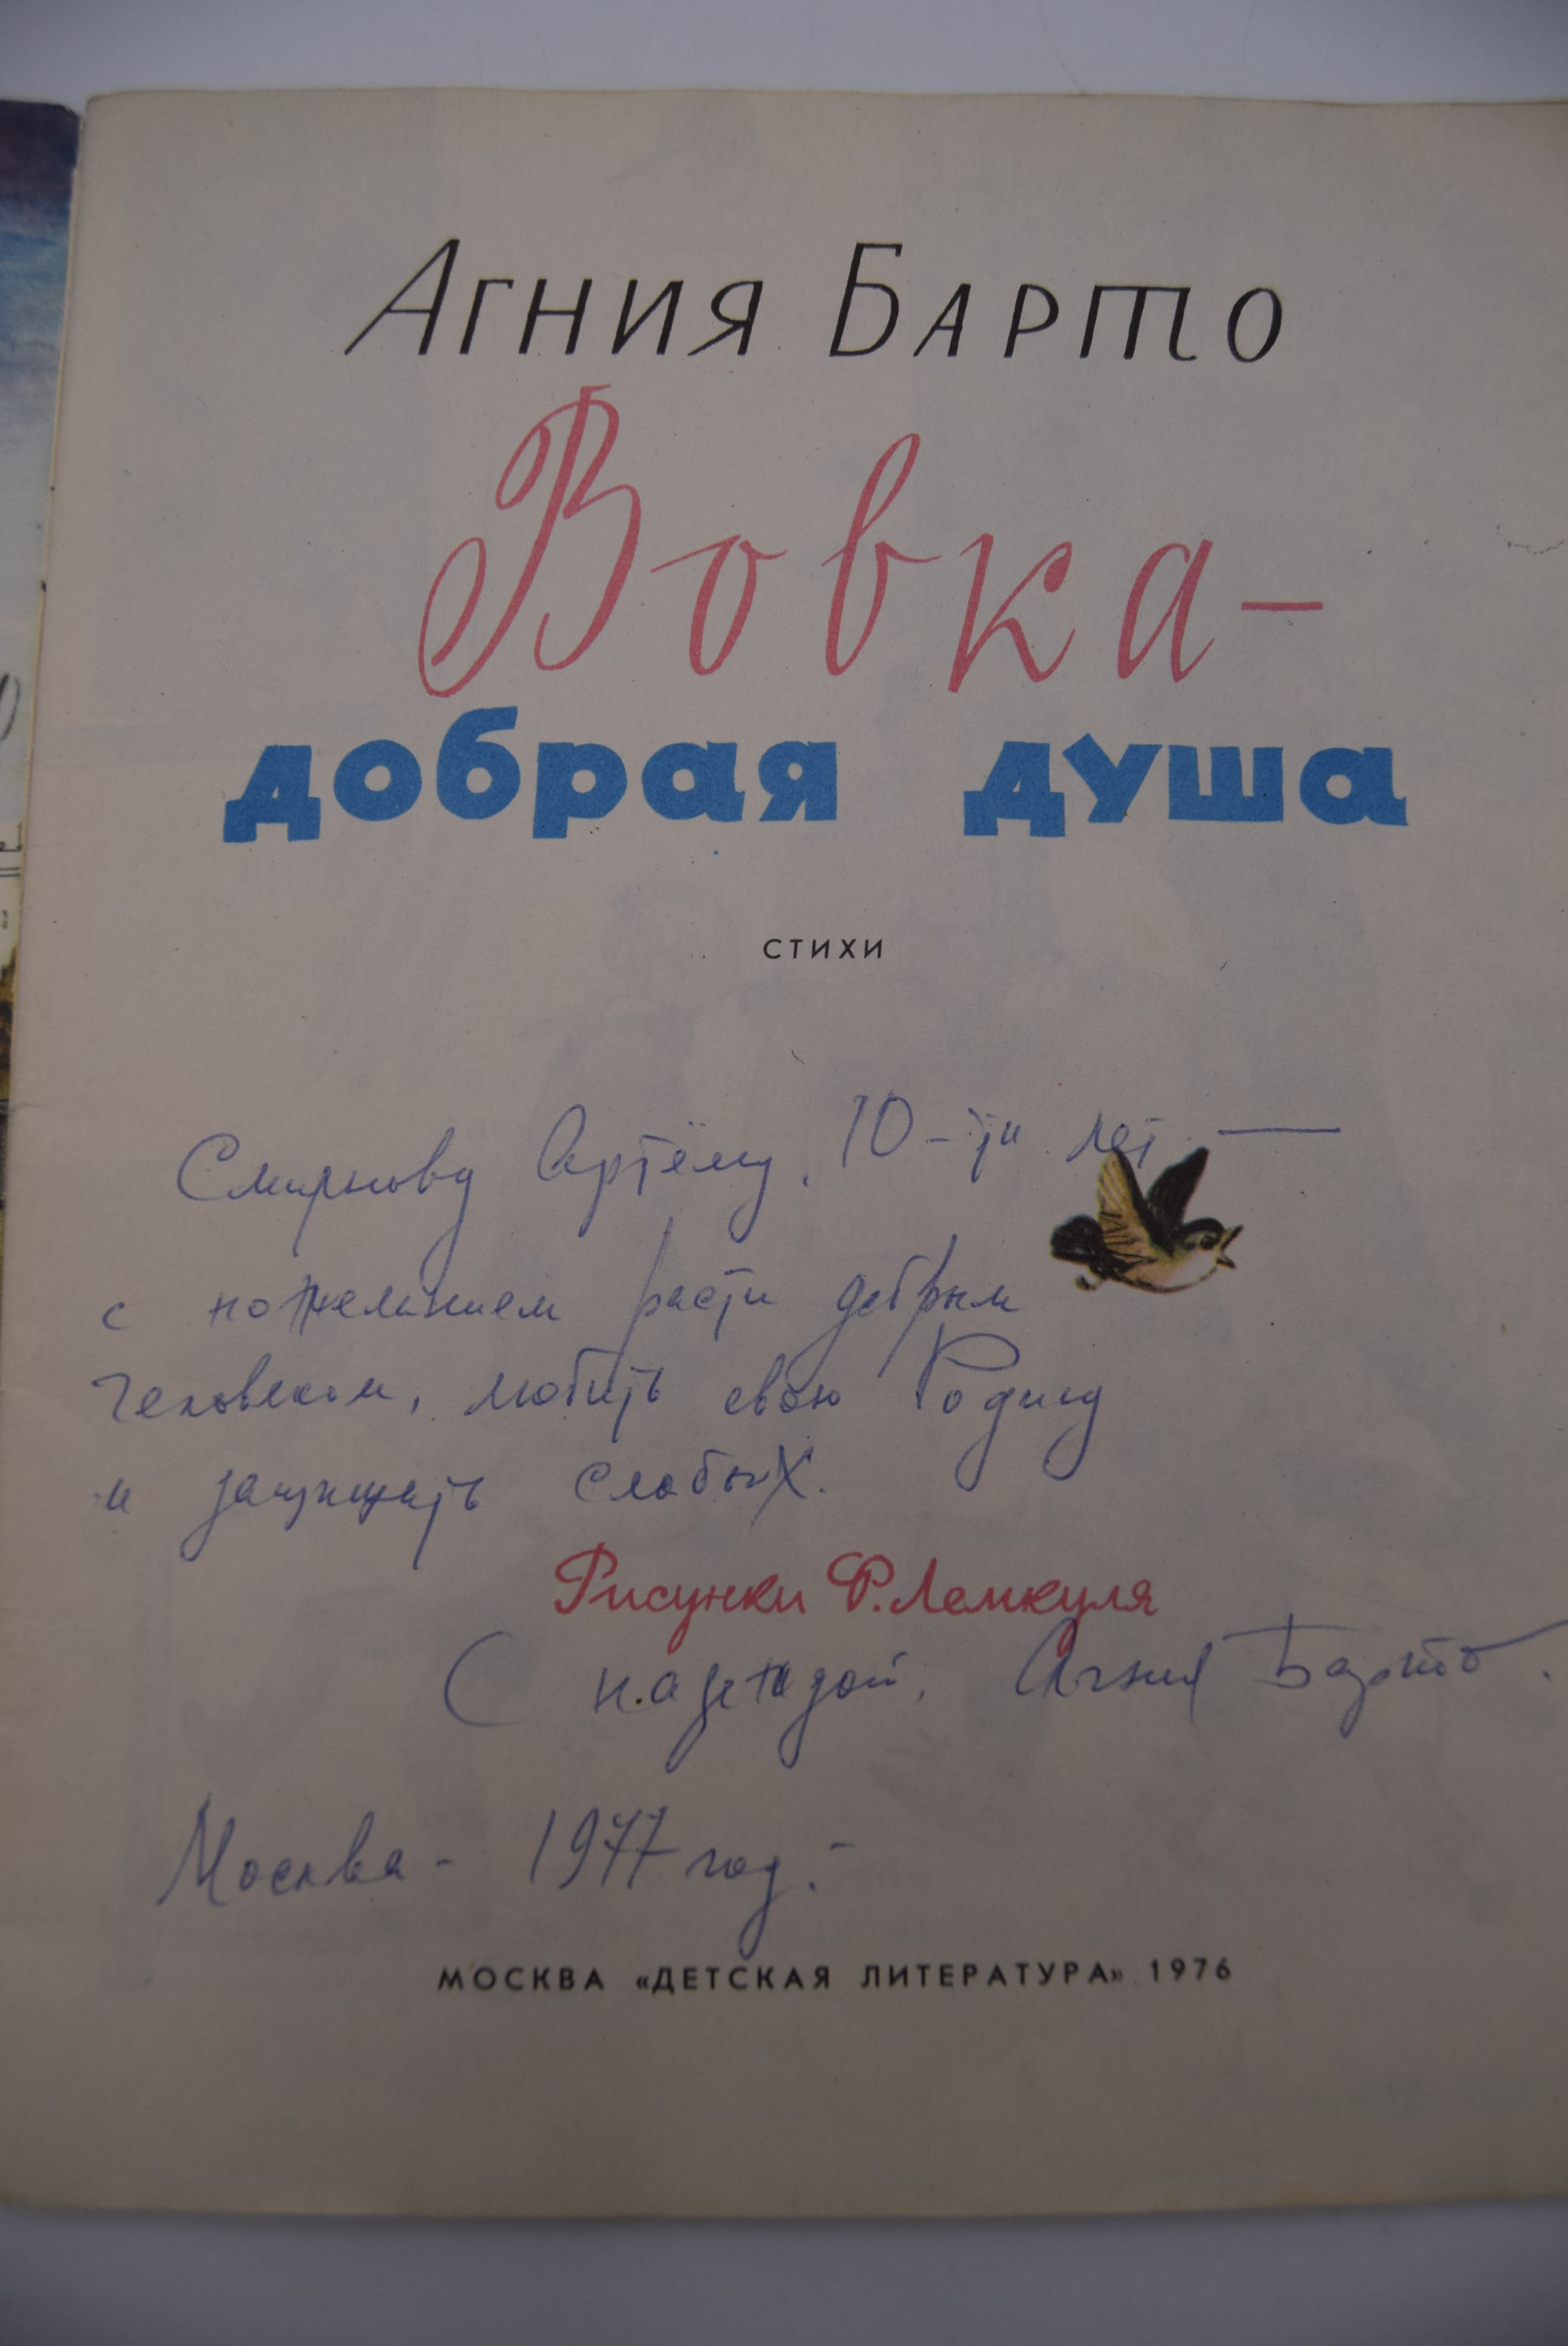 Агния Барто
Вовка—
добрая душа
СТИХИ
Смирнову Артёму, 10-ти лет. —
с пожеланием расти добрым
человеком, любить свою Родину
и защищать слабых.
Рисунки Ф. Лемкуля
С надеждой, Агния Барто.
Москва - 1977 год. -
МОСКВА «ДЕТСКАЯ ЛИТЕРАТУРА» 1976